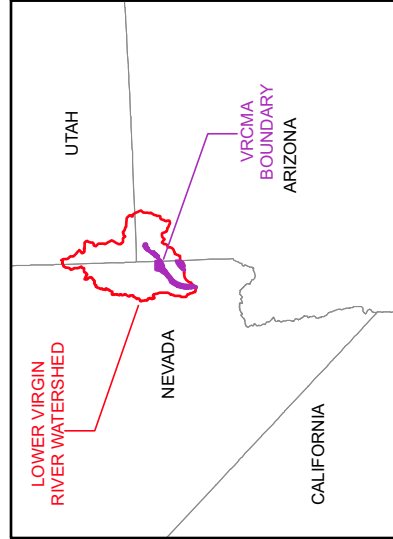 UTAH
VRCMA
BOUNDARY
ARIZONA
LOWER VIRGIN
RIVER WATERSHED
NEVADA
CALIFORNIA